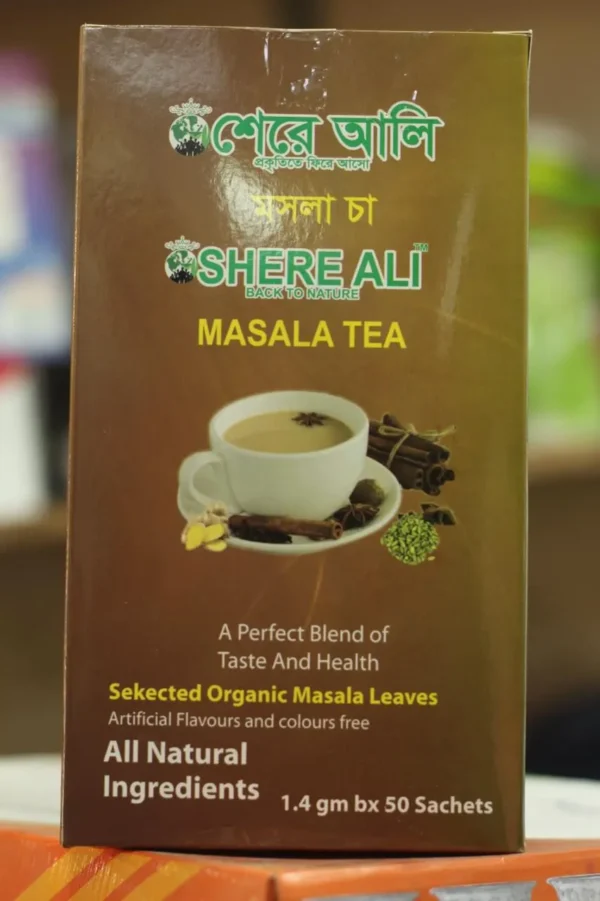 শেরে আলি
প্রকৃতিতে ফিরে আসো
মসলা চা
SHERE ALI™
BACK TO NATURE
MASALA TEA
A Perfect Blend of
Taste And Health
Sekected Organic Masala Leaves
Artificial Flavours and colours free
All Natural
Ingredients
1.4 gm bx 50 Sachets